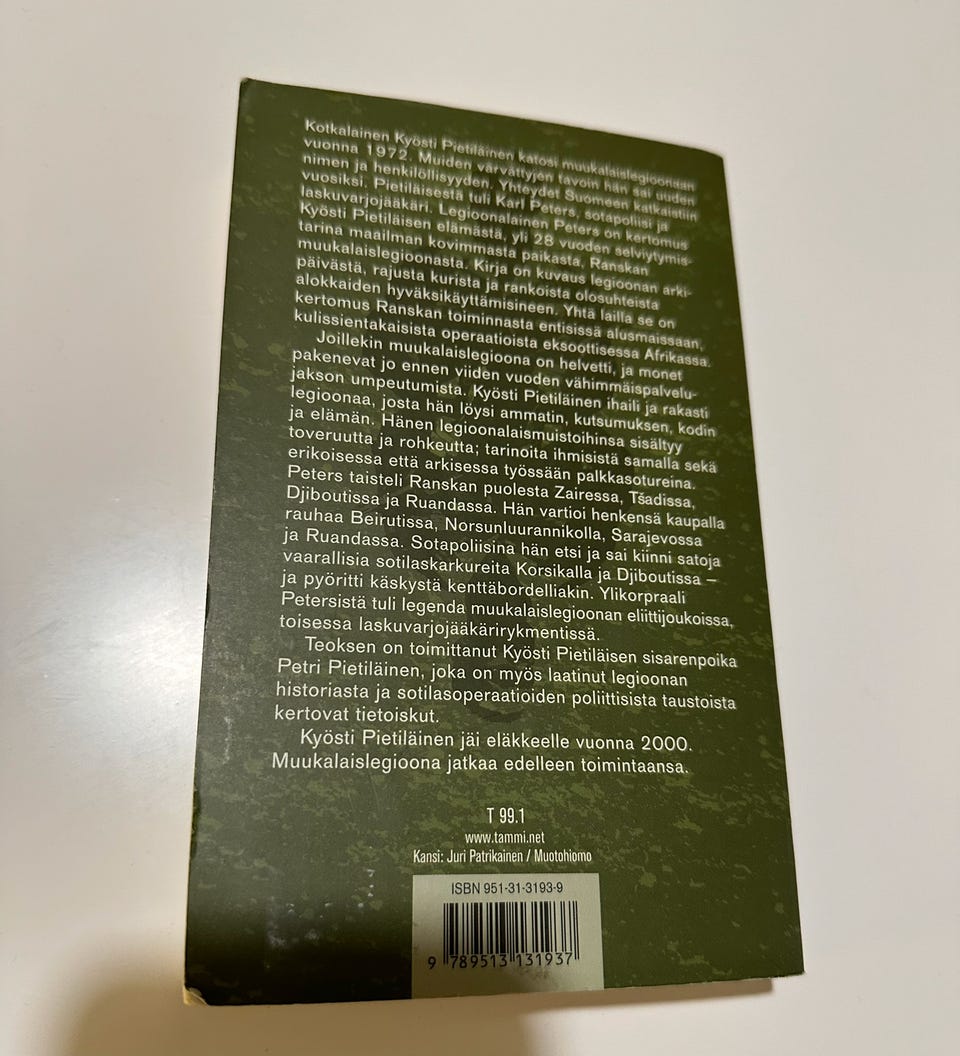 Kotkalainen Kyösti Pietiläinen katosi muukalaislegioonaan
vuonna 1972. Muiden värvättyjen tavoin hän sai uuden
nimen ja henkilöllisyyden. Yhteydet Suomeen katkaistiin
vuosiksi. Pietiläisestä tuli Karl Peters, sotapoliisi ja
laskuvarjojääkäri. Legioonalainen Peters on kertomus
Kyösti Pietiläisen elämästä, yli 28 vuoden selviytymis-
tarina maailman kovimmasta paikasta, Ranskan
muukalaislegioonasta. Kirja on kuvaus legioonan arki-
päivästä, rajusta kurista ja rankoista olosuhteista
alokkaiden hyväksikäyttämisineen. Yhtä lailla se on
kertomus Ranskan toiminnasta entisissä alusmaissaan,
kulissientakaisista operaatioista eksoottisessa Afrikassa.
Joillekin muukalaislegioona on helvetti, ja monet
pakenevat jo ennen viiden vuoden vähimmäispalvelu-
jakson umpeutumista. Kyösti Pietiläinen ihaili ja rakasti
legioonaa, josta hän löysi ammatin, kutsumuksen, kodin
ja elämän. Hänen legioonalaismuistoihinsa sisältyy
toveruutta ja rohkeutta; tarinoita ihmisistä samalla sekä
erikoisessa että arkisessa työssään palkkasotureina.
Peters taisteli Ranskan puolesta Zairessa, Tšadissa,
Djiboutissa ja Ruandassa. Hän vartioi henkensä kaupalla
rauhaa Beirutissa, Norsunluurannikolla, Sarajevossa
ja Ruandassa. Sotapoliisina hän etsi ja sai kiinni satoja
vaarallisia sotilaskarkureita Korsikalla ja Djiboutissa –
ja pyöritti käskystä kenttäbordelliakin. Ylikorpraali
Petersistä tuli legenda muukalaislegioonan eliittijoukoissa,
toisessa laskuvarjojääkärirykmentissä.
Teoksen on toimittanut Kyösti Pietiläisen sisarenpoika
Petri Pietiläinen, joka on myös laatinut legioonan
historiasta ja sotilasoperaatioiden poliittisista taustoista
kertovat tietoiskut.
Kyösti Pietiläinen jäi eläkkeelle vuonna 2000.
Muukalaislegioona jatkaa edelleen toimintaansa.
T 99.1
www.tammi.net
Kansi: Juri Patrikainen / Muotohiomo
ISBN 951-31-3193-9
9 789513 131937